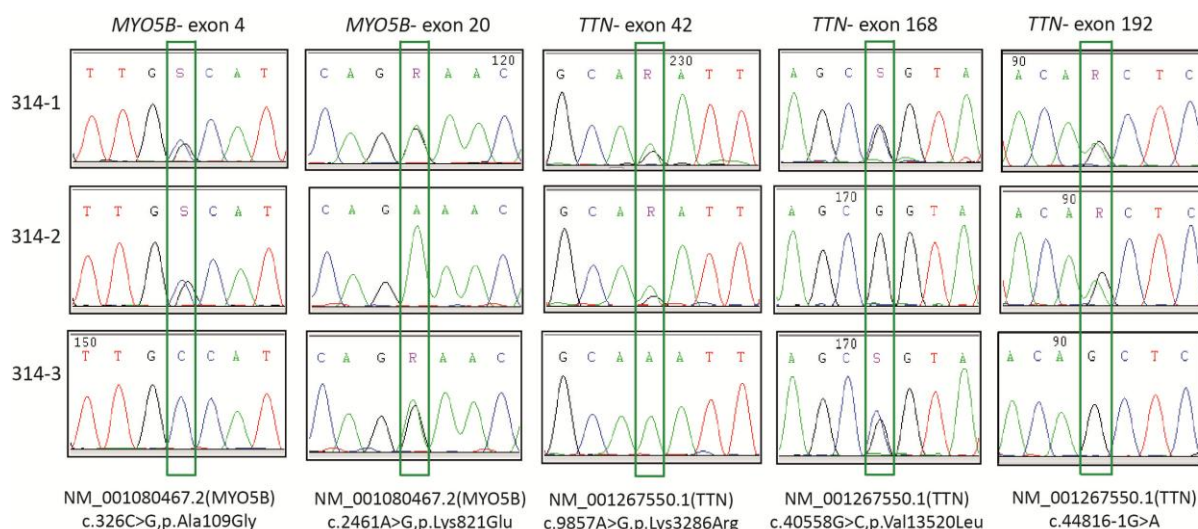 MYO5B- exon 4 MYO5B- exon 20 TTN- exon 42 TTN- exon 168 TTN- exon 192
120 230 90
314-1 T T G S C A T C A G R A A C G C A R A T T A G C S G T A A C A R C T C
170 90
314-2 T T G S C A T C A G A A A C G C A R A T T A G C G G T A A C A R C T C
150 170 90
314-3 T T G C C A T C A G R A A C G C A A A T T A G C S G T A A C A G C T C
NM_001080467.2(MYO5B) NM_001080467.2(MYO5B) NM_001267550.1(TTN) NM_001267550.1(TTN) NM_001267550.1(TTN)
c.326C>G,p.Ala109Gly c.2461A>G,p.Lys821Glu c.9857A>G,p.Lys3286Arg c.40558G>C,p.Val13520Leu c.44816-1G>A